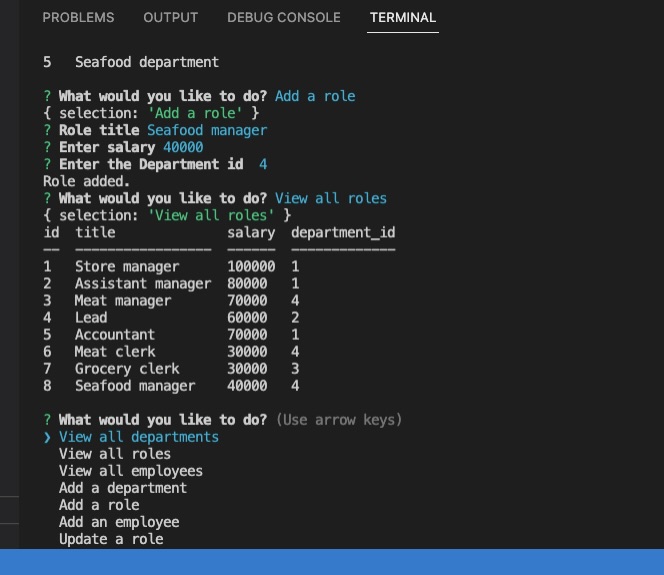 PROBLEMS OUTPUT DEBUG CONSOLE TERMINAL
5 Seafood department
? What would you like to do? Add a role
{ selection: 'Add a role' }
? Role title Seafood manager
? Enter salary 40000
? Enter the Department id 4
Role added.
? What would you like to do? View all roles
{ selection: 'View all roles' }
id title salary department_id
-- ----------------- ------ -------------
1 Store manager 100000 1
2 Assistant manager 80000 1
3 Meat manager 70000 4
4 Lead 60000 2
5 Accountant 70000 1
6 Meat clerk 30000 4
7 Grocery clerk 30000 3
8 Seafood manager 40000 4
? What would you like to do? (Use arrow keys)
❯ View all departments
View all roles
View all employees
Add a department
Add a role
Add an employee
Update a role